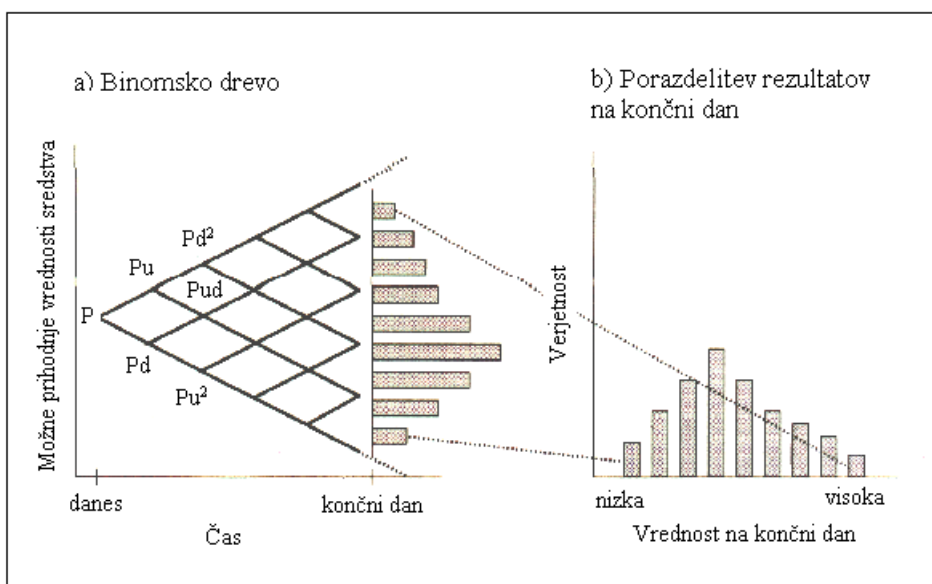 a) Binomsko drevo
b) Porazdelitev rezultatov
na končni dan
Možne prihodnje vrednosti sredstva
P
Pu
Pd²
Pud
Pd
Pu²
danes
končni dan
Čas
Verjetnost
nizka
visoka
Vrednost na končni dan